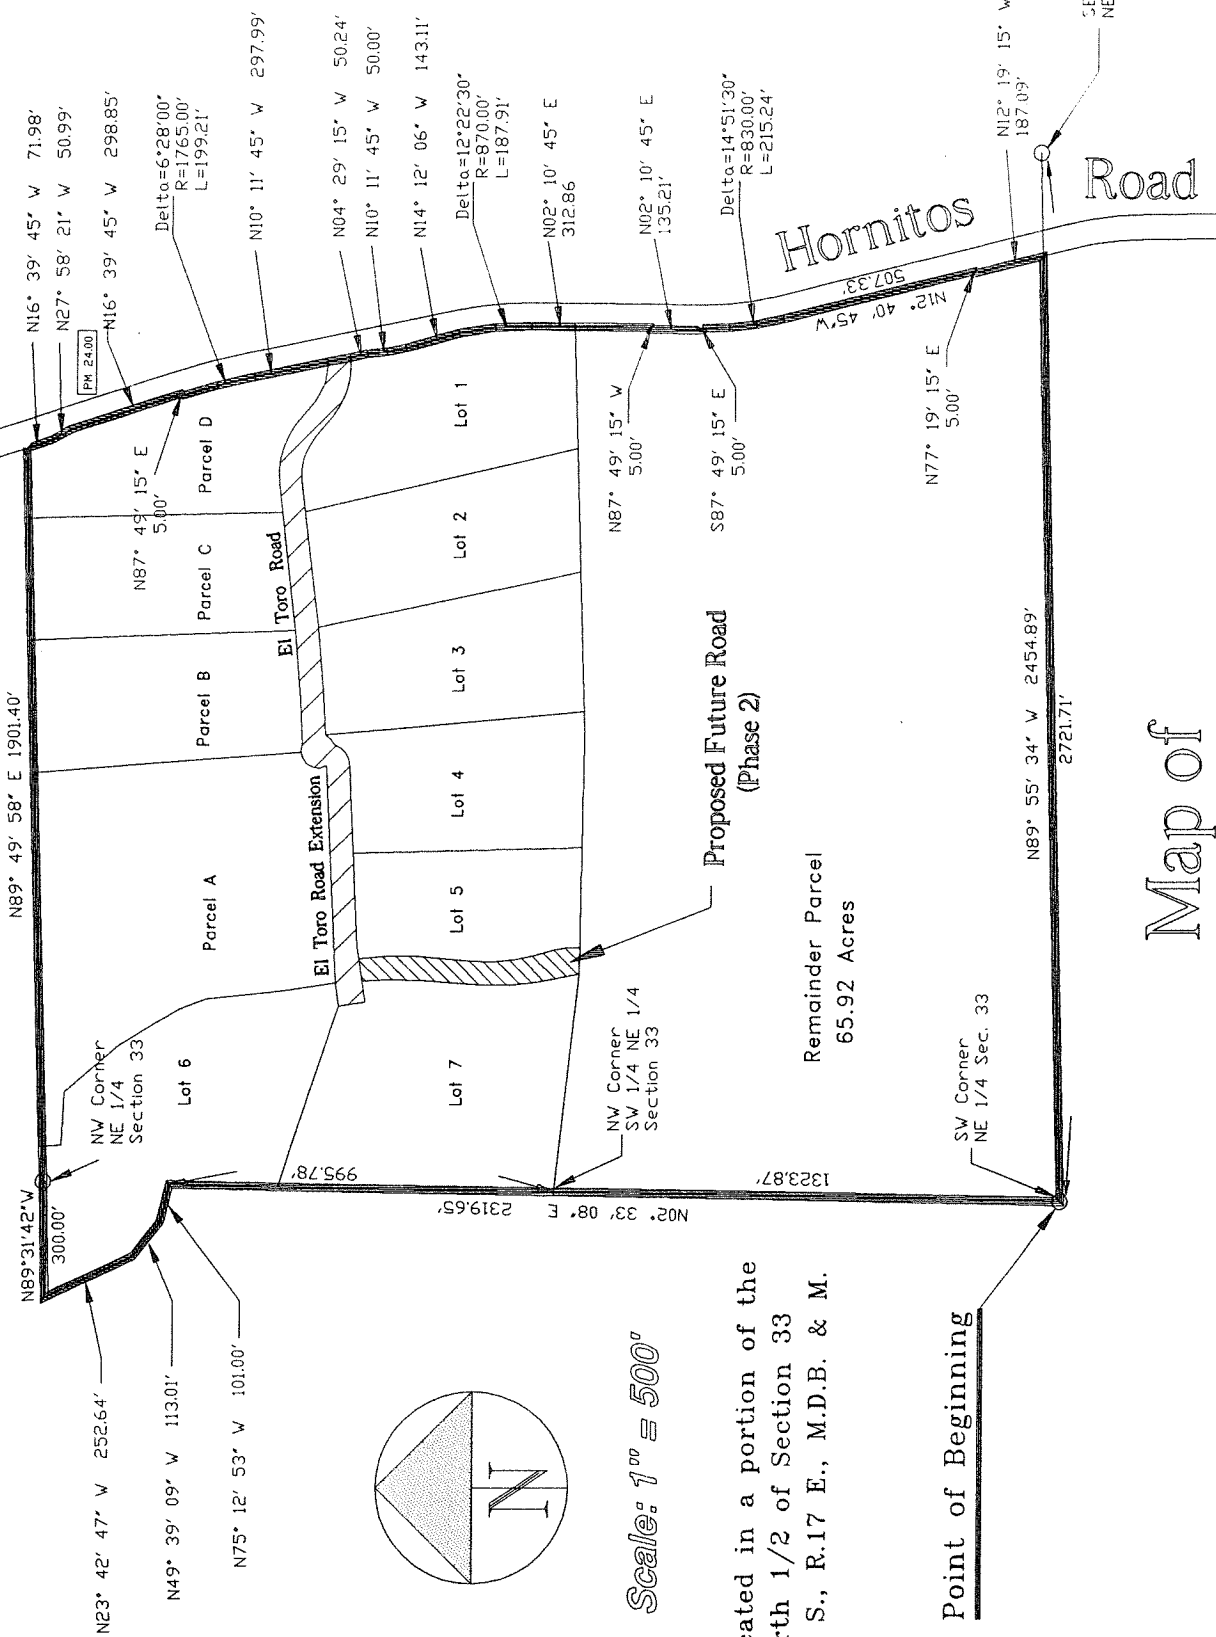 N89° 49' 58" E 1901.40'
N16° 39' 45" W 71.98'
N27° 58' 21" W 50.99'
PM 24.00
N16° 39' 45" W 298.85'
Delta=6°28'00"
R=1765.00'
L=199.21'
N10° 11' 45" W 297.99'
N04° 29' 15" W 50.24'
N10° 11' 45" W 50.00'
N14° 12' 06" W 143.11'
Delta=12°22'30"
R=870.00'
L=187.91'
N02° 10' 45" E
312.86
N02° 10' 45" E
135.21'
Delta=14°51'30"
R=830.00'
L=215.24'
Hornitos
Road
N12° 19' 15" W
187.09'
N12° 40' 45"W
507.33'
N87° 49' 15" E
5.00'
N87° 49' 15" W
5.00'
S87° 49' 15" E
5.00'
N77° 19' 15" E
5.00'
Parcel D
Parcel C
Parcel B
Parcel A
El Toro Road
El Toro Road Extension
Lot 1
Lot 2
Lot 3
Lot 4
Lot 5
Lot 6
Lot 7
Proposed Future Road
(Phase 2)
Remainder Parcel
65.92 Acres
N89° 55' 34" W 2454.89'
2721.71'
NW Corner
NE 1/4
Section 33
NW Corner
SW 1/4 NE 1/4
Section 33
SW Corner
NE 1/4 Sec. 33
N89°31'42"W
300.00'
995.78'
1323.87'
N02° 33' 08" E 2319.65'
N23° 42' 47" W 252.64'
N49° 39' 09" W 113.01'
N75° 12' 53" W 101.00'
N
Scale: 1" = 500'
ated in a portion of the
rth 1/2 of Section 33
S., R.17 E., M.D.B. & M.
Point of Beginning
Map of